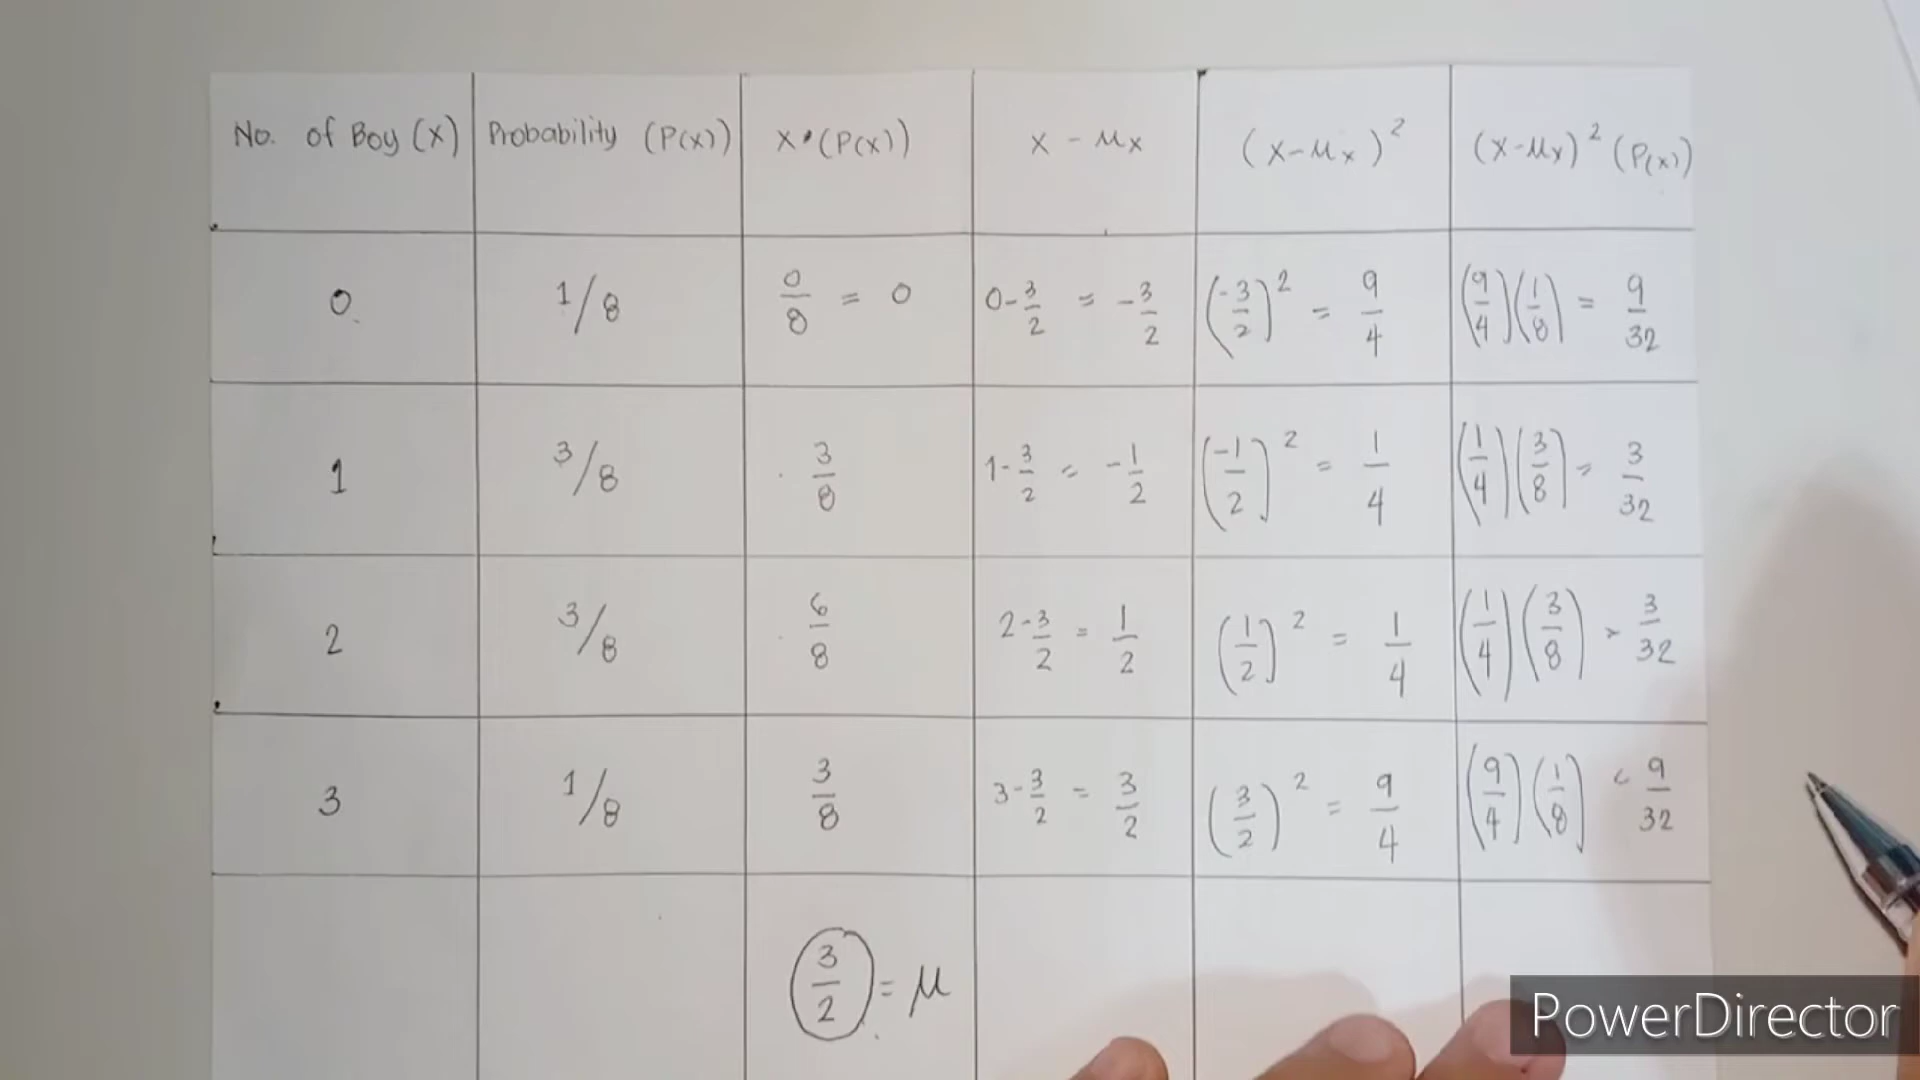 No. of Boy (X) Probability (P(X)) X•(P(X)) X - μx (X-μx)² (X-μx)² (P(x))
0 1/8 0/8 = 0 0-3/2 = -3/2 (-3/2)² = 9/4 (9/4)(1/8) = 9/32
1 3/8 3/8 1-3/2 = -1/2 (-1/2)² = 1/4 (1/4)(3/8) = 3/32
2 3/8 6/8 2-3/2 = 1/2 (1/2)² = 1/4 (1/4)(3/8) = 3/32
3 1/8 3/8 3-3/2 = 3/2 (3/2)² = 9/4 (9/4)(1/8) = 9/32
3/2 = μ
PowerDirector